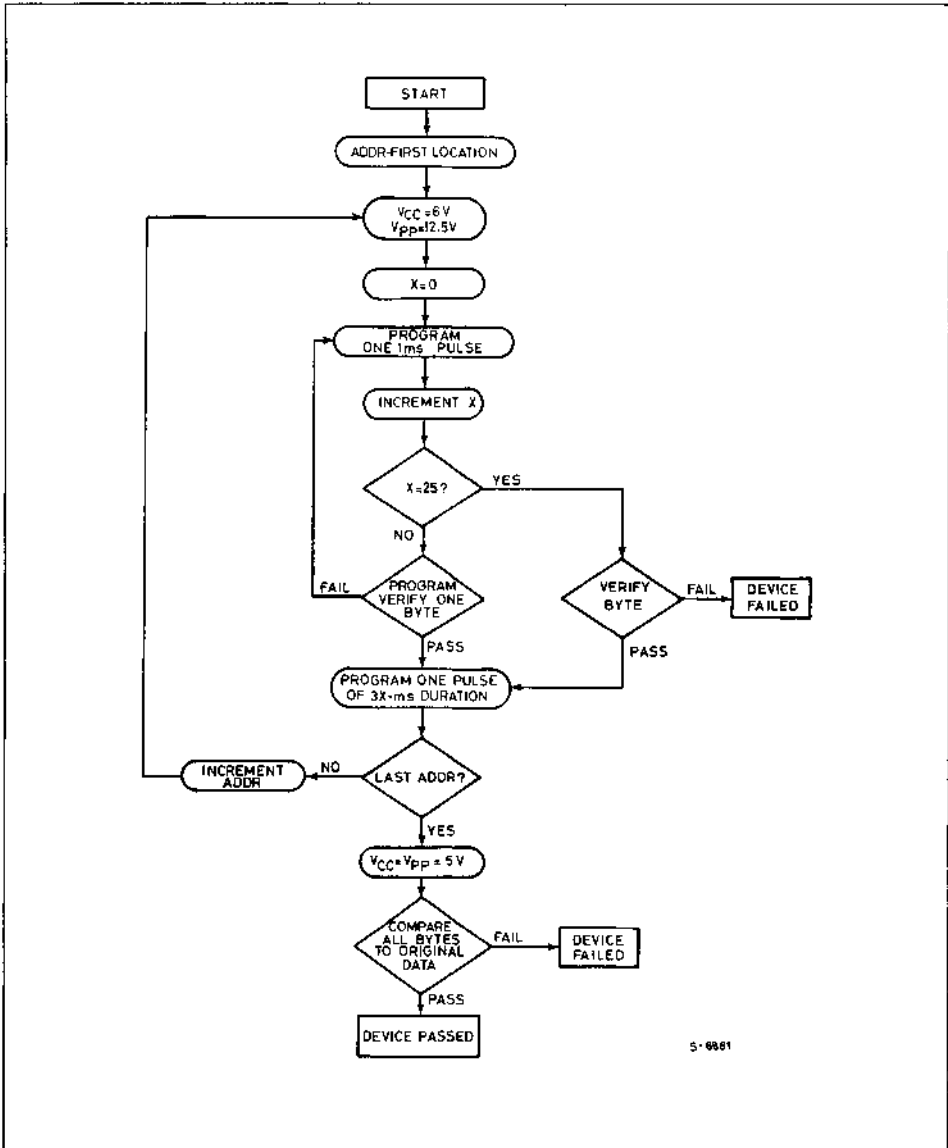 START
ADDR-FIRST LOCATION
VCC=6V
VPP=12.5V
X=0
PROGRAM
ONE 1ms PULSE
INCREMENT X
X=25?
YES
NO
PROGRAM
VERIFY ONE
BYTE
FAIL
VERIFY
BYTE
FAIL
DEVICE
FAILED
PASS
PASS
PROGRAM ONE PULSE
OF 3X-ms DURATION
LAST ADDR?
NO
INCREMENT
ADDR
YES
VCC=VPP=5V
COMPARE
ALL BYTES
TO ORIGINAL
DATA
FAIL
DEVICE
FAILED
PASS
DEVICE PASSED